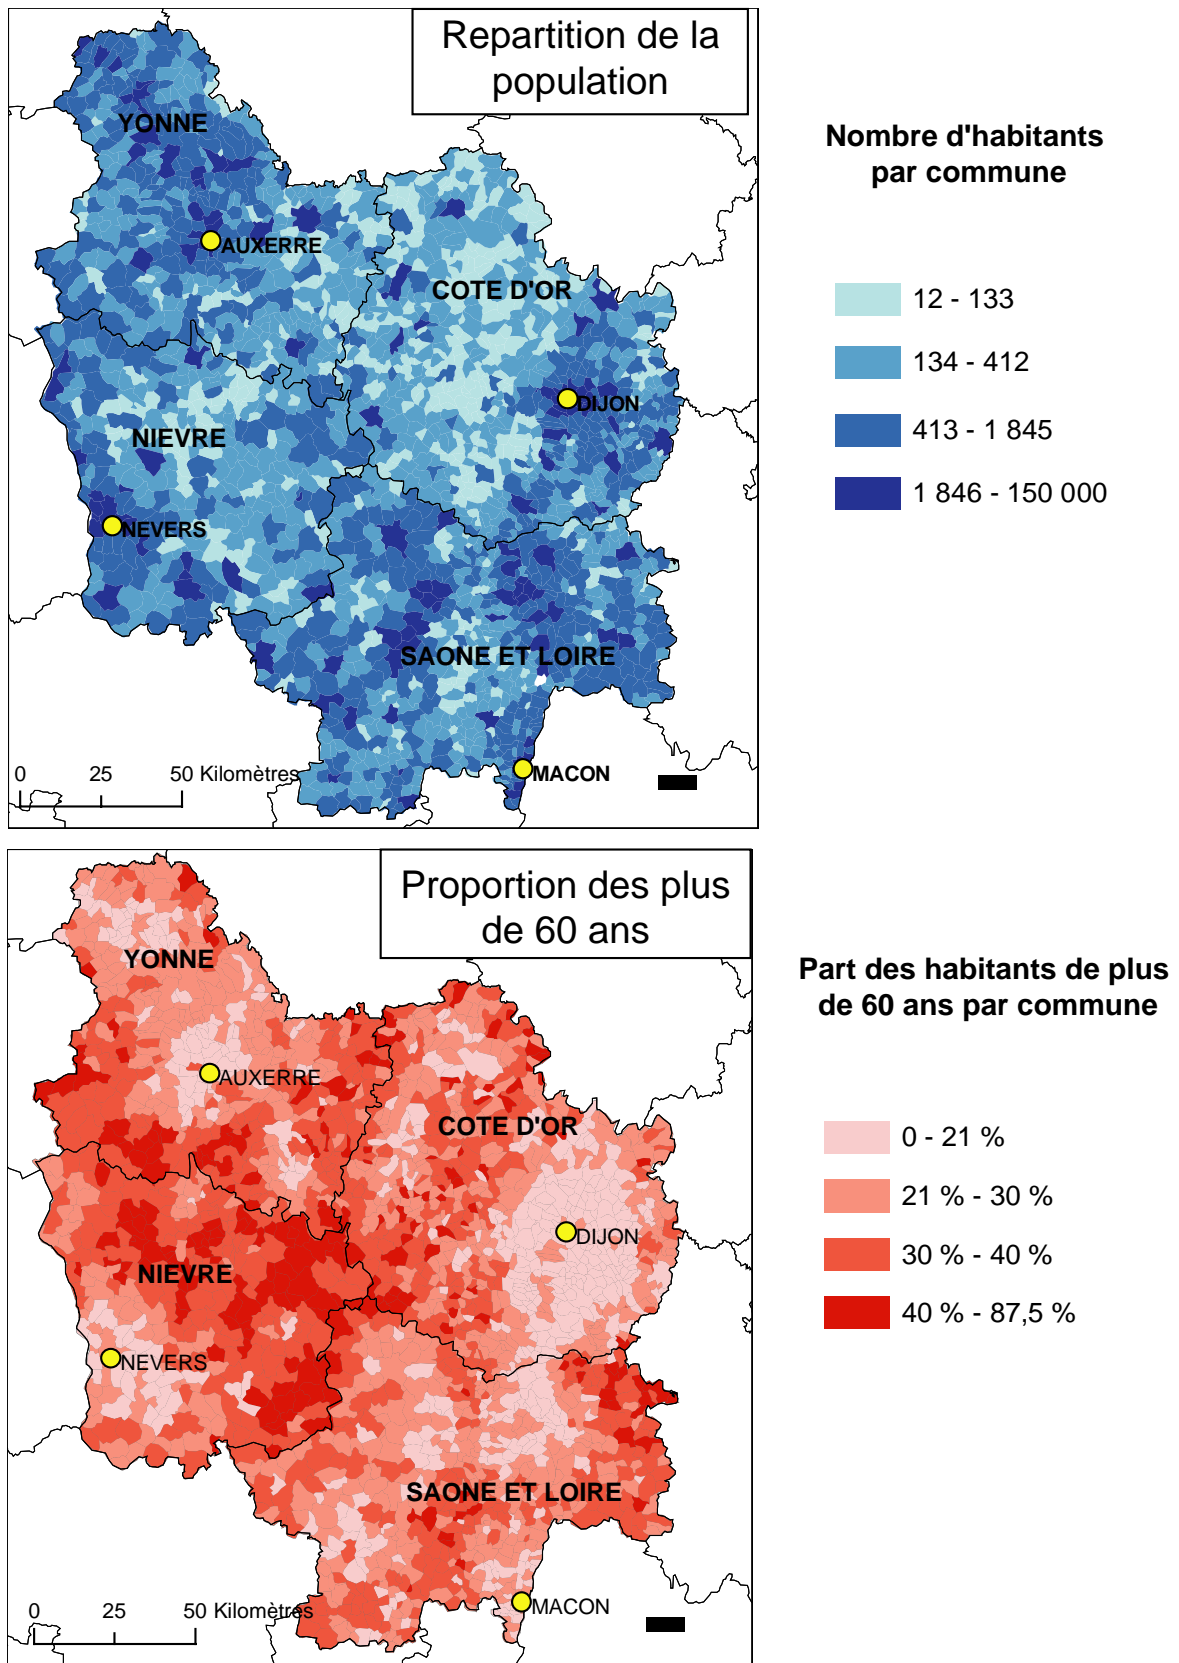 Repartition de la
population
YONNE
AUXERRE
COTE D'OR
DIJON
NIEVRE
NEVERS
SAONE ET LOIRE
MACON
0 25 50 Kilomètres
Nombre d'habitants
par commune
12 - 133
134 - 412
413 - 1 845
1 846 - 150 000
Proportion des plus
de 60 ans
YONNE
AUXERRE
COTE D'OR
DIJON
NIEVRE
NEVERS
SAONE ET LOIRE
MACON
0 25 50 Kilomètres
Part des habitants de plus
de 60 ans par commune
0 - 21 %
21 % - 30 %
30 % - 40 %
40 % - 87,5 %